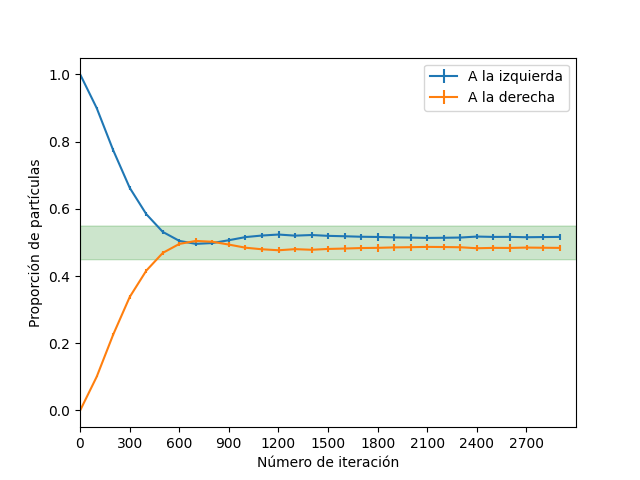 A la izquierda
A la derecha
1.0
0.8
0.6
0.4
0.2
0.0
Proporción de partículas
0 300 600 900 1200 1500 1800 2100 2400 2700
Número de iteración